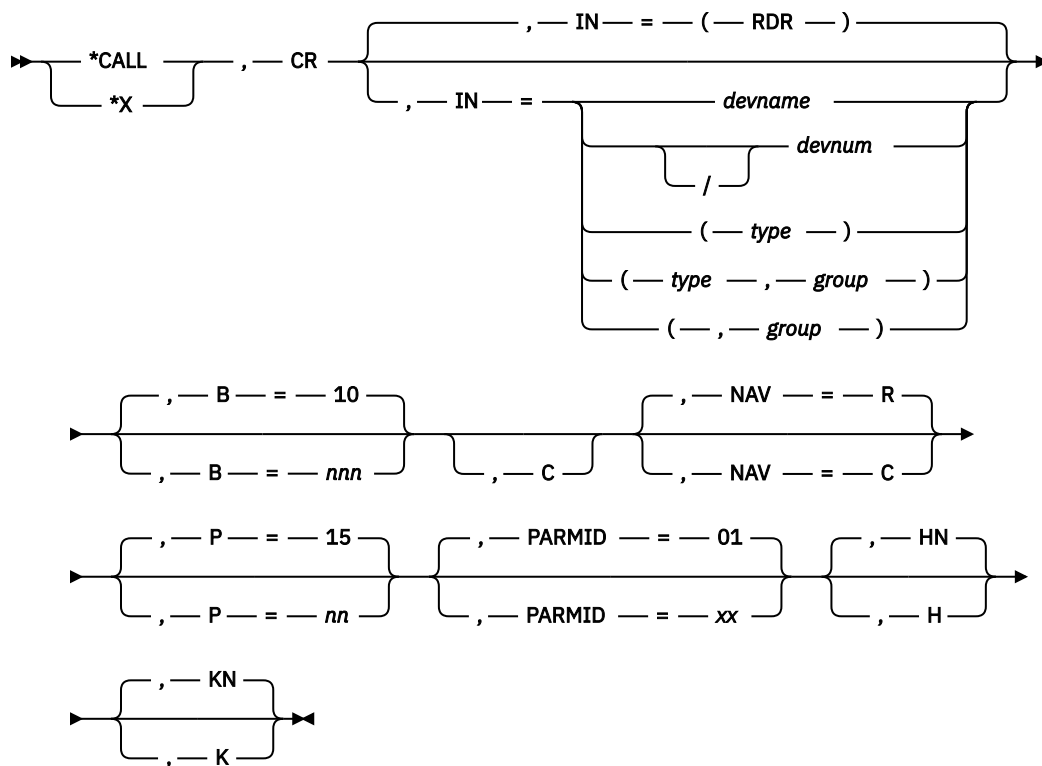 , IN = ( RDR )
*CALL , CR
*X
, IN = devname
/ devnum
( type )
( type , group )
( , group )
, B = 10 , NAV = R
, B = nnn , C , NAV = C
, P = 15 , PARMID = 01 , HN
, P = nn , PARMID = xx , H
, KN
, K